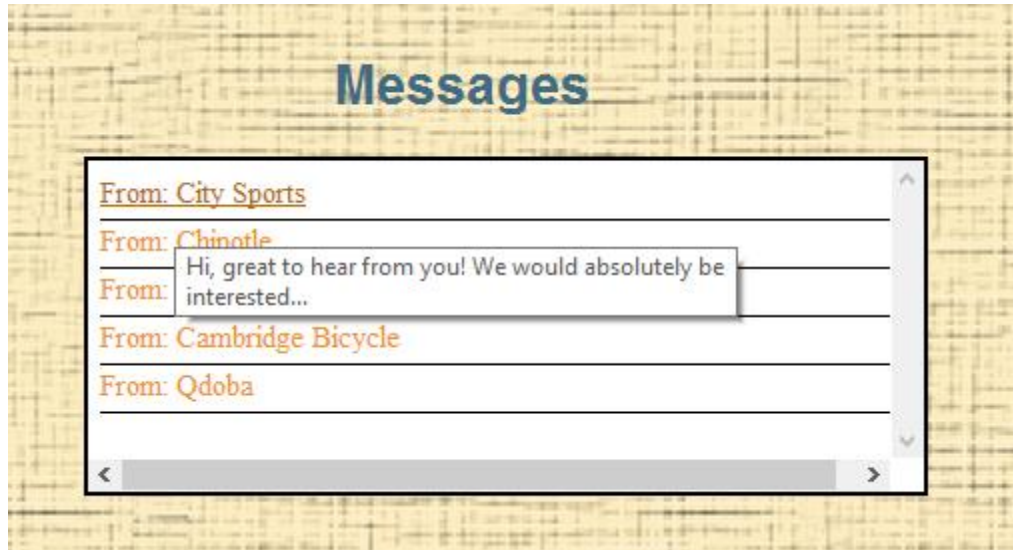 Messages
From: City Sports
From: Chipotle
Hi, great to hear from you! We would absolutely be
interested...
From:
From: Cambridge Bicycle
From: Qdoba